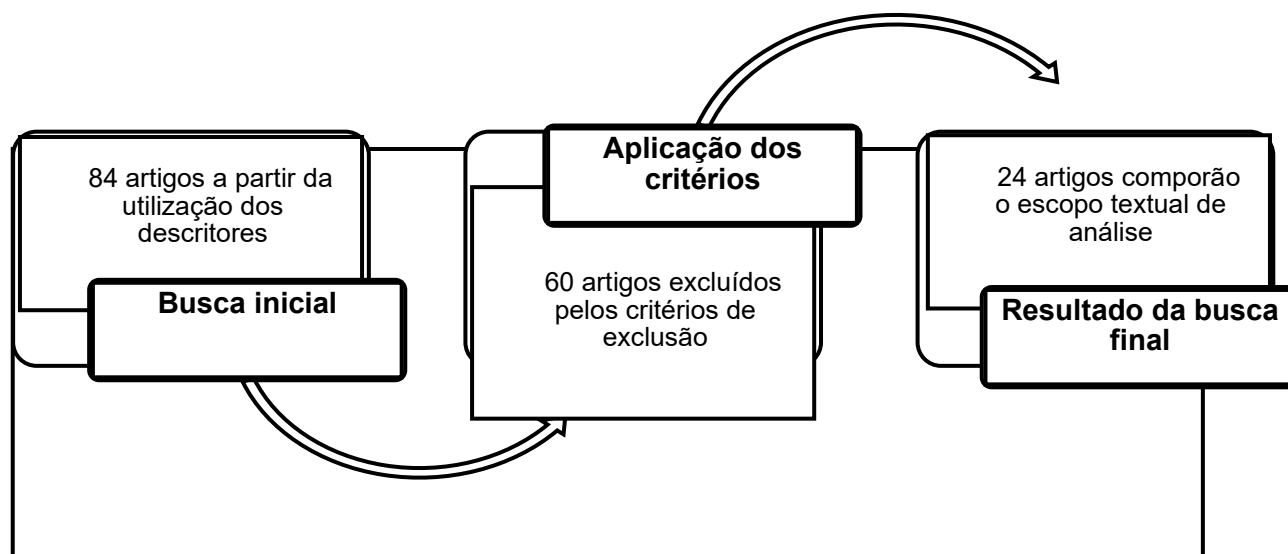 84 artigos a partir da
utilização dos
descritores
Busca inicial
Aplicação dos
critérios
60 artigos excluídos
pelos critérios de
exclusão
24 artigos comporão
o escopo textual de
análise
Resultado da busca
final